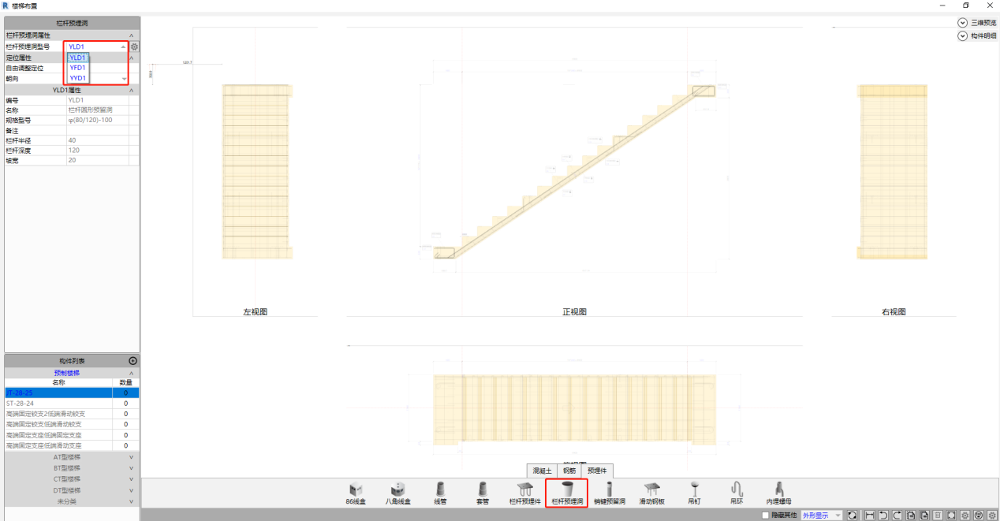 R 楼梯布置
栏杆预埋洞
栏杆预埋洞属性
栏杆预埋洞型号 YLD1
定位属性 YLD1
自由调整定位 YFD1
朝向 YYD1
YLD1属性
编号 YLD1
名称 栏杆圆形预留洞
规格型号 φ(80/120)-100
备注
栏杆半径 40
栏杆深度 120
坡宽 20
构件列表
预制楼梯
名称 数量
JT-28-25 0
ST-28-24 0
高端固定铰支2低端滑动铰支 0
高端固定铰支低端滑动铰支 0
高端固定支座低端固定支座 0
高端固定支座低端滑动支座 0
AT型楼梯
BT型楼梯
CT型楼梯
DT型楼梯
未分类
三维预览
构件明细
左视图
正视图
右视图
混凝土 钢筋 预埋件
86线盒 八角线盒 线管 套管 栏杆预埋件 栏杆预埋洞 销键预留洞 滑动钢板 吊钉 吊环 内埋螺母
隐藏其他 外形显示